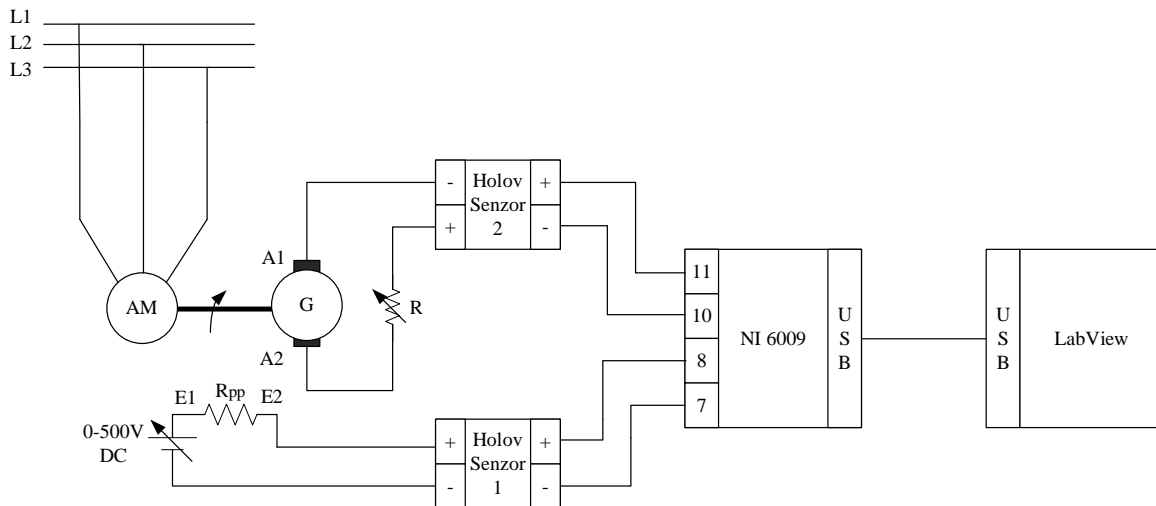 L1
L2
L3
AM
A1
G
A2
R
- Holov +
+ Senzor -
2
11
10
8
7
NI 6009
U
S
B
U
S
B
LabView
E1 Rpp E2
0-500V
DC
+ Holov +
Senzor
- 1 -